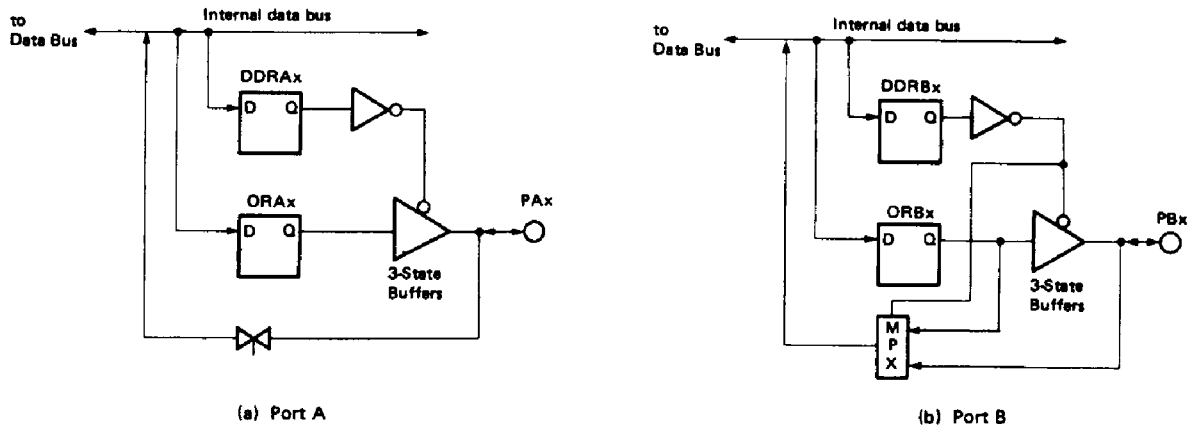 to
Data Bus
Internal data bus
DDRAx
D Q
ORAx
D Q
PAx
3-State
Buffers
(a) Port A
to
Data Bus
Internal data bus
DDRBx
D Q
ORBx
D Q
PBx
3-State
Buffers
M
P
X
(b) Port B